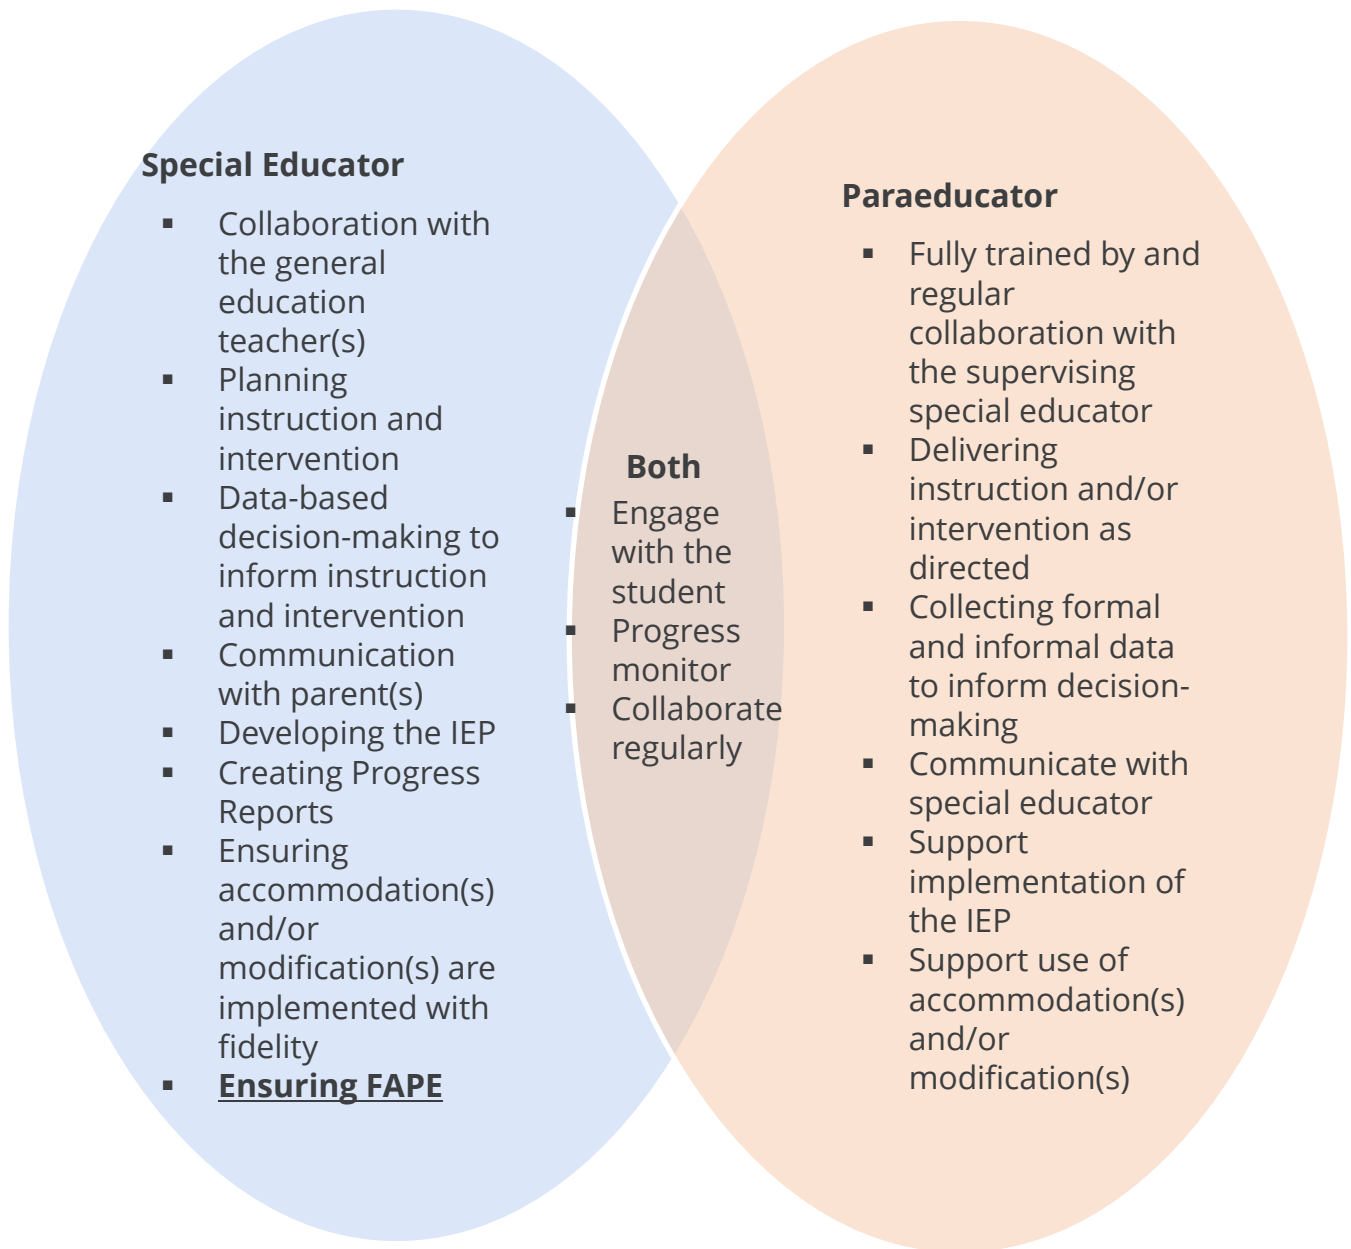 Special Educator
▪ Collaboration with
the general
education
teacher(s)
▪ Planning
instruction and
intervention
▪ Data-based
decision-making to
inform instruction
and intervention
▪ Communication
with parent(s)
▪ Developing the IEP
▪ Creating Progress
Reports
▪ Ensuring
accommodation(s)
and/or
modification(s) are
implemented with
fidelity
▪ Ensuring FAPE
Both
▪ Engage
with the
student
▪ Progress
monitor
▪ Collaborate
regularly
Paraeducator
▪ Fully trained by and
regular
collaboration with
the supervising
special educator
▪ Delivering
instruction and/or
intervention as
directed
▪ Collecting formal
and informal data
to inform decision-
making
▪ Communicate with
special educator
▪ Support
implementation of
the IEP
▪ Support use of
accommodation(s)
and/or
modification(s)